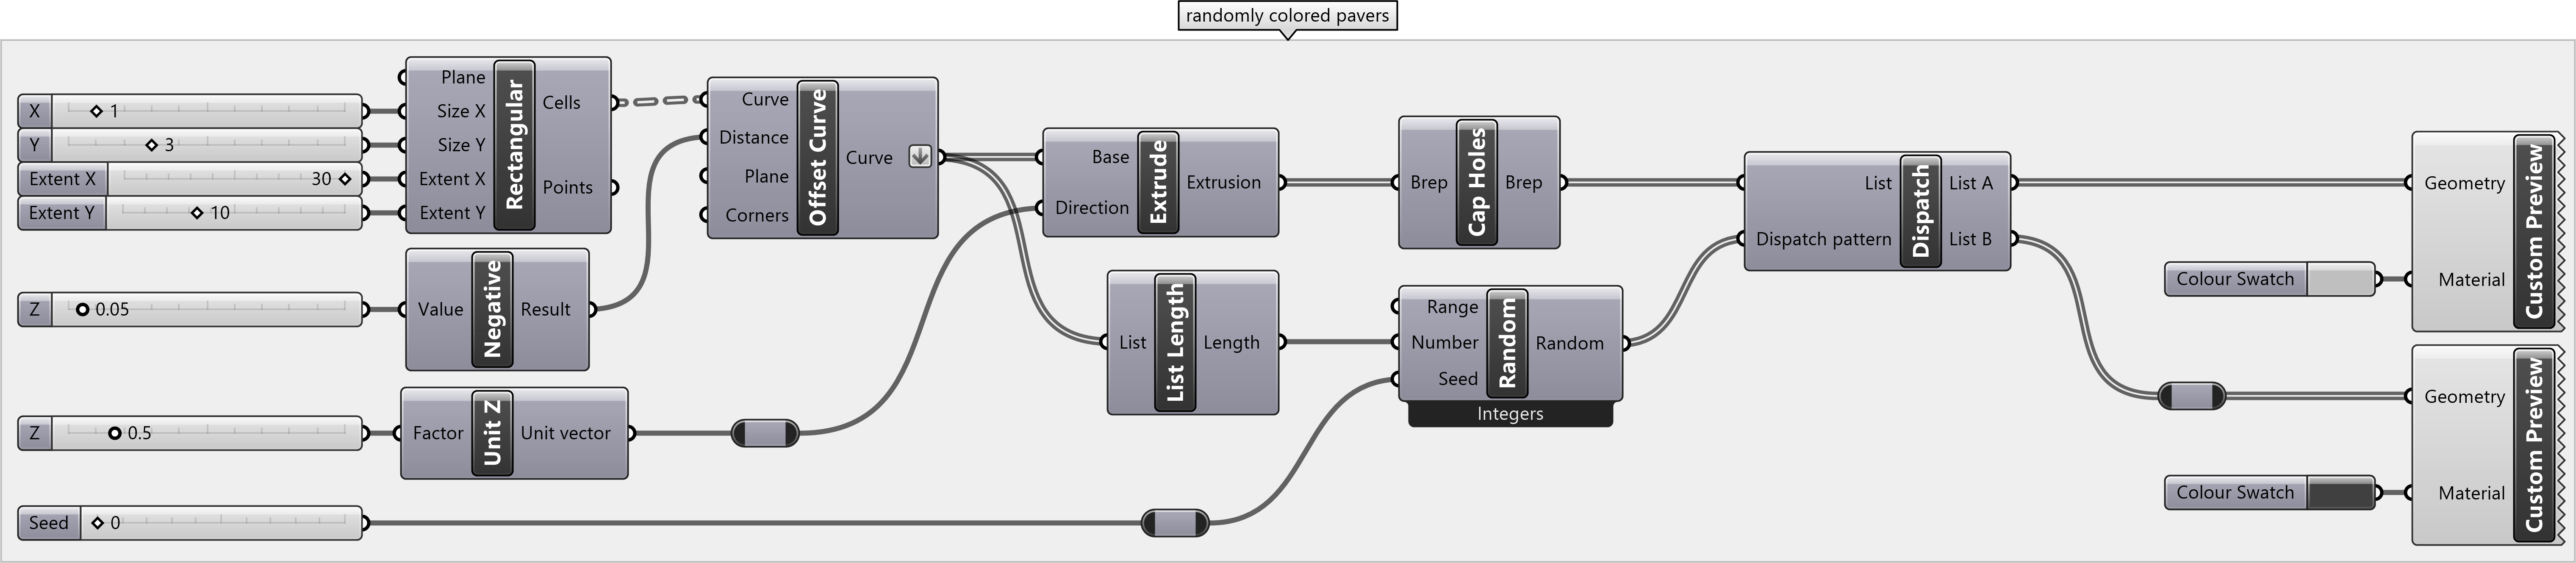 randomly colored pavers
X 1
Y 3
Extent X 30
Extent Y 10
Z 0.05
Z 0.5
Seed 0
Plane
Size X
Size Y
Extent X
Extent Y
Rectangular
Cells
Points
Value
Negative
Result
Factor
Unit Z
Unit vector
Curve
Distance
Plane
Corners
Offset Curve
Curve
Base
Direction
Extrude
Extrusion
List
List Length
Length
Brep
Cap Holes
Brep
Range
Number
Seed
Random
Random
Integers
List
Dispatch pattern
Dispatch
List A
List B
Colour Swatch
Colour Swatch
Geometry
Material
Custom Preview
Geometry
Material
Custom Preview